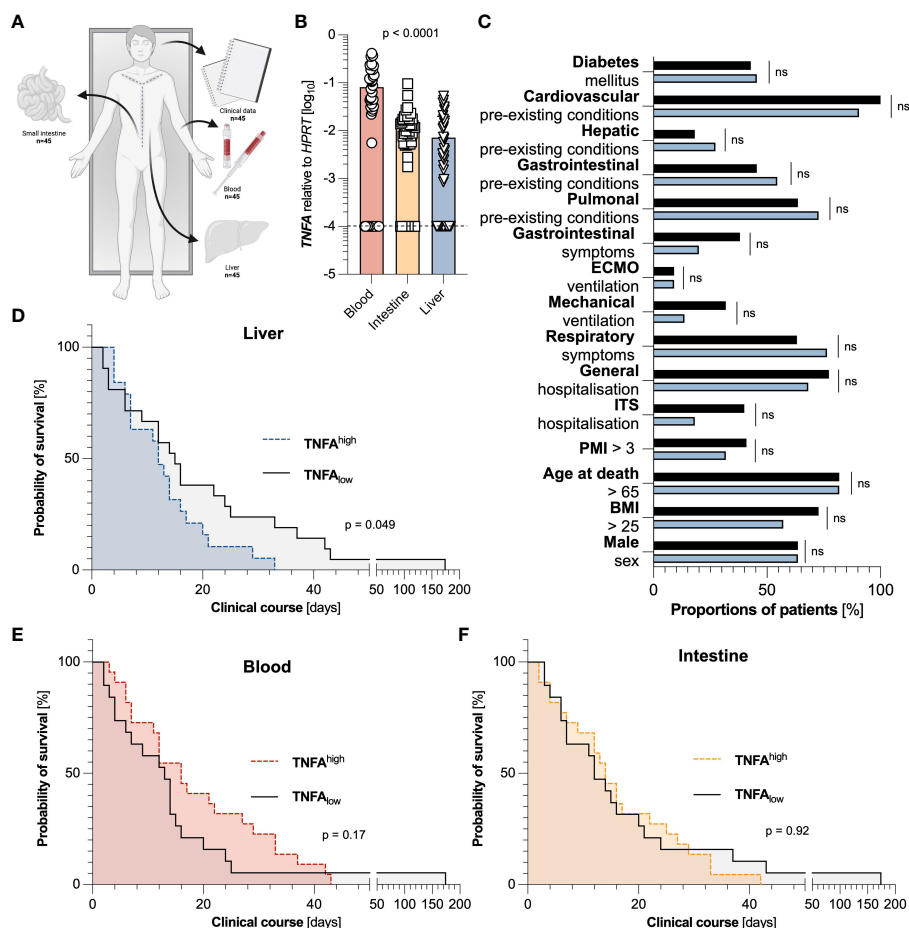 A
Small intestine
n=45
Clinical data
n=45
Blood
n=45
Liver
n=45
B
p < 0.0001
TNFA relative to HPRT [log10]
0
-1
-2
-3
-4
-5
Blood
Intestine
Liver
C
Diabetes
mellitus
ns
Cardiovascular
pre-existing conditions
ns
Hepatic
pre-existing conditions
ns
Gastrointestinal
pre-existing conditions
ns
Pulmonal
pre-existing conditions
ns
Gastrointestinal
symptoms
ns
ECMO
ventilation
ns
Mechanical
ventilation
ns
Respiratory
symptoms
ns
General
hospitalisation
ns
ITS
hospitalisation
ns
PMI > 3
ns
Age at death
> 65
ns
BMI
> 25
ns
Male
sex
ns
0 50 100
Proportions of patients [%]
D
Liver
Probability of survival [%]
100
50
0
TNFAhigh
TNFAlow
p = 0.049
0 20 40 50 100 150 200
Clinical course [days]
E
Blood
Probability of survival [%]
100
50
0
TNFAhigh
TNFAlow
p = 0.17
0 20 40 50 100 150 200
Clinical course [days]
F
Intestine
Probability of survival [%]
100
50
0
TNFAhigh
TNFAlow
p = 0.92
0 20 40 50 100 150 200
Clinical course [days]